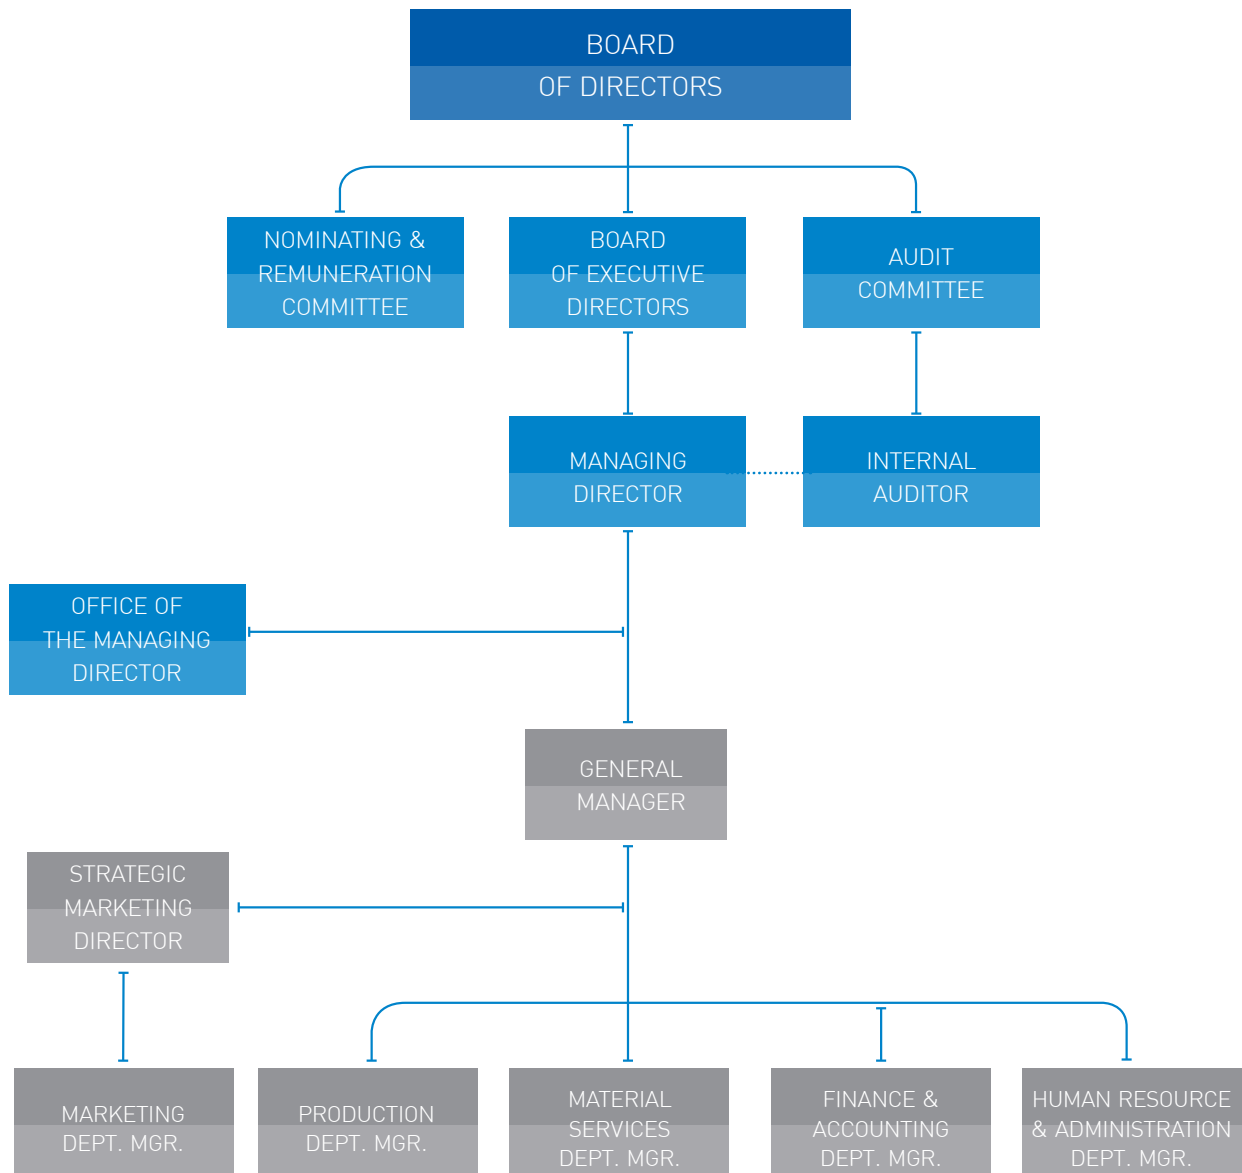 BOARD
OF DIRECTORS
NOMINATING &
REMUNERATION
COMMITTEE
BOARD
OF EXECUTIVE
DIRECTORS
AUDIT
COMMITTEE
MANAGING
DIRECTOR
INTERNAL
AUDITOR
OFFICE OF
THE MANAGING
DIRECTOR
GENERAL
MANAGER
STRATEGIC
MARKETING
DIRECTOR
MARKETING
DEPT. MGR.
PRODUCTION
DEPT. MGR.
MATERIAL
SERVICES
DEPT. MGR.
FINANCE &
ACCOUNTING
DEPT. MGR.
HUMAN RESOURCE
& ADMINISTRATION
DEPT. MGR.